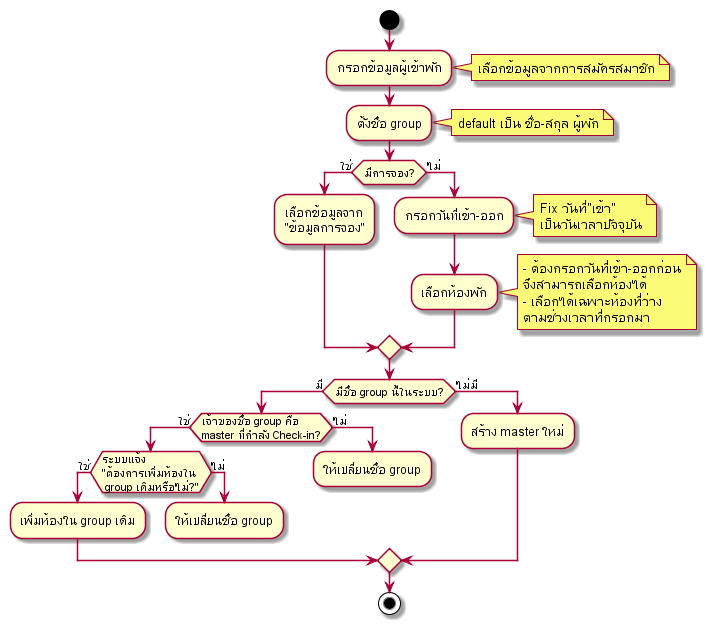 กรอกข้อมูลผู้เข้าพัก
เลือกข้อมูลจากการสมัครสมาชิก
ตั้งชื่อ group
default เป็น ชื่อ-สกุล ผู้พัก
ใช่
มีการจอง?
ไม่
เลือกข้อมูลจาก
"ข้อมูลการจอง"
กรอกวันที่เข้า-ออก
Fix วันที่"เข้า"
เป็นวันเวลาปัจจุบัน
เลือกห้องพัก
- ต้องกรอกวันที่เข้า-ออกก่อน
จึงสามารถเลือกห้องได้
- เลือกได้เฉพาะห้องที่ว่าง
ตามช่วงเวลาที่กรอกมา
มี
มีชื่อ group นี้ในระบบ?
ไม่มี
ใช่
เจ้าของชื่อ group คือ
master ที่กำลัง Check-in?
ไม่
สร้าง master ใหม่
ใช่
ระบบแจ้ง
"ต้องการเพิ่มห้องใน
group เดิมหรือไม่?"
ไม่
ให้เปลี่ยนชื่อ group
เพิ่มห้องใน group เดิม
ให้เปลี่ยนชื่อ group